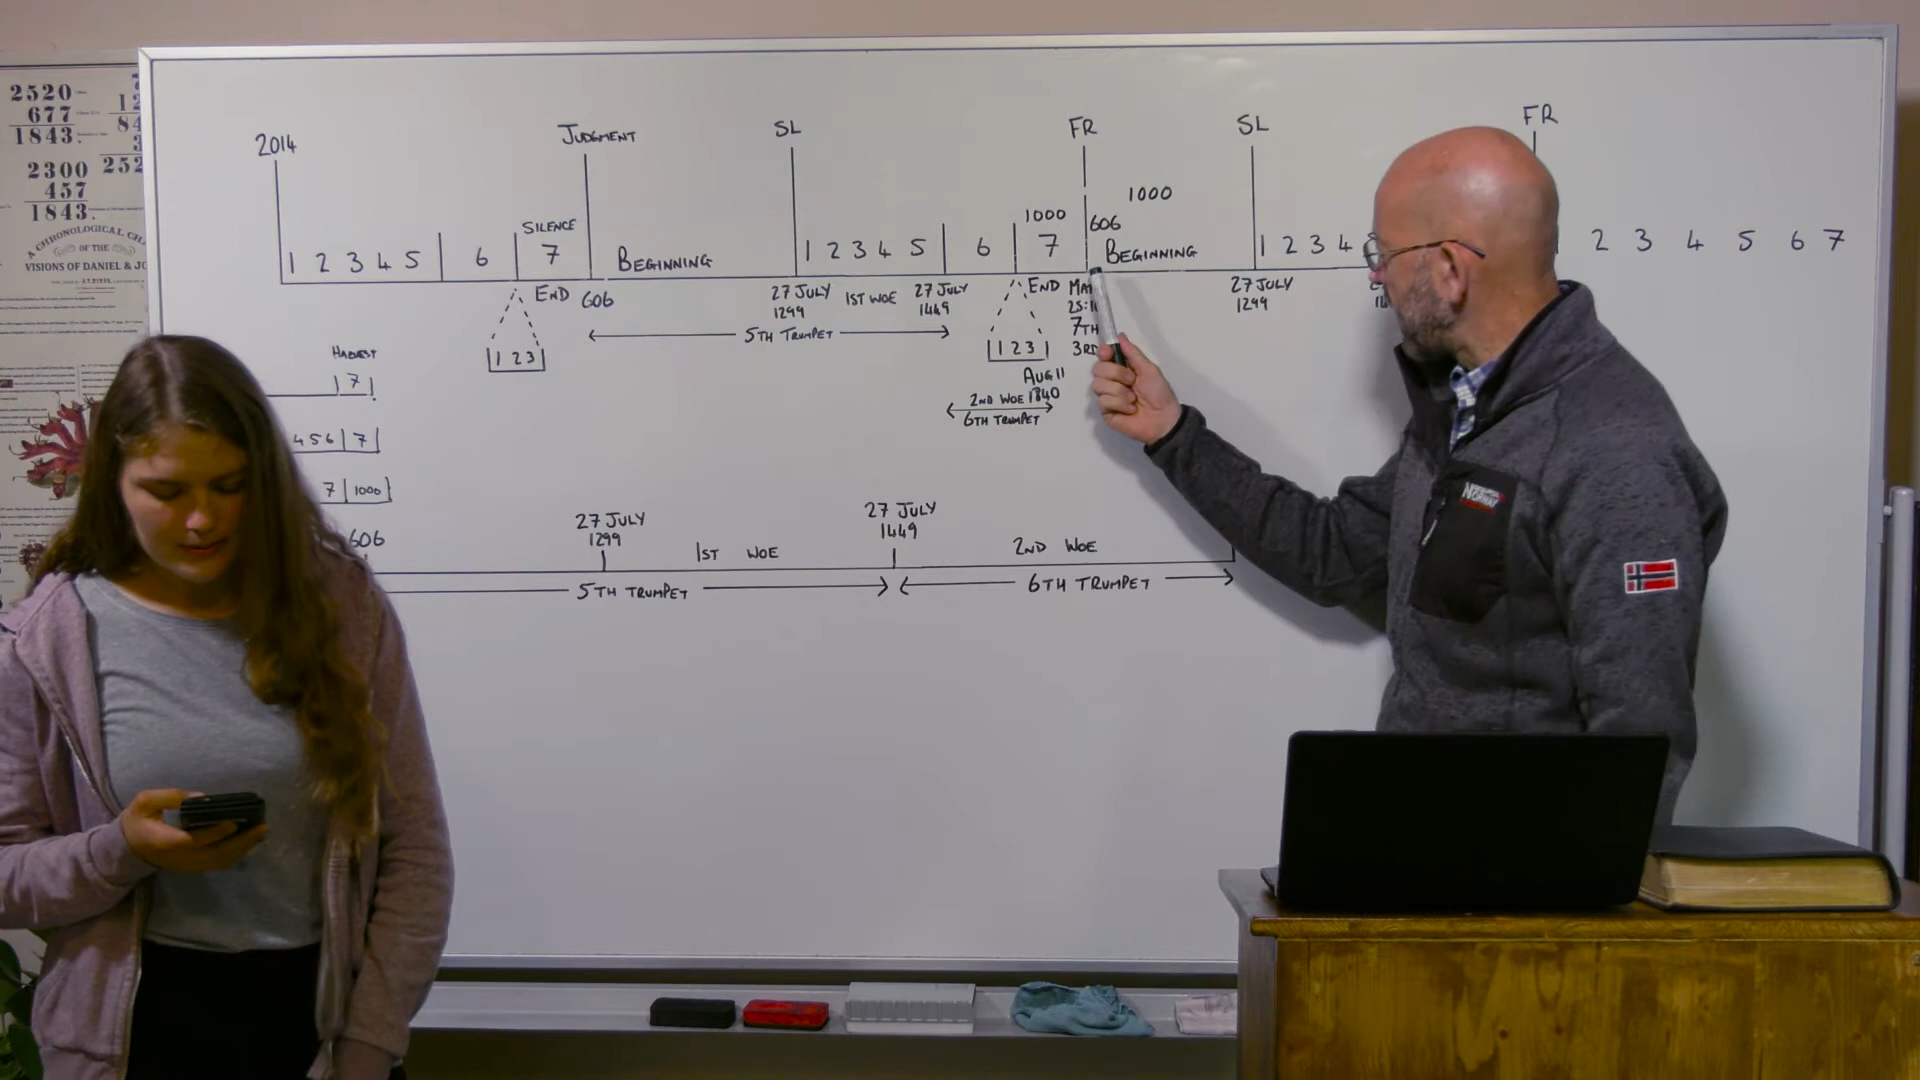 2520
677
1843.
2300
457
1843.
252
A CHRONOLOGICAL
OF THE
VISIONS OF DANIEL & JO
2014
JUDGMENT
SL
FR
SL
FR
1000
SILENCE
1000
606
1 2 3 4 5 6 7
BEGINNING
1 2 3 4 5 6 7
BEGINNING
1 2 3 4
2 3 4 5 6 7
END
606
27 JULY
1299
1ST WOE
27 JULY
1449
END
27 JULY
1299
5TH TRUMPET
7TH
1 2 3
1 2 3
AUG 11
1840
2ND WOE
6TH TRUMPET
HARVEST
7
4 5 6 7
7 1000
606
27 JULY
1299
1ST WOE
27 JULY
1449
2ND WOE
5TH TRUMPET
6TH TRUMPET
NORWAY